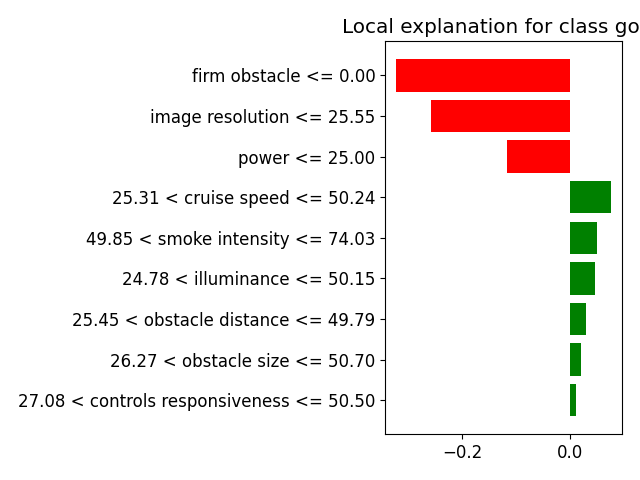 Local explanation for class go
firm obstacle <= 0.00
image resolution <= 25.55
power <= 25.00
25.31 < cruise speed <= 50.24
49.85 < smoke intensity <= 74.03
24.78 < illuminance <= 50.15
25.45 < obstacle distance <= 49.79
26.27 < obstacle size <= 50.70
27.08 < controls responsiveness <= 50.50
−0.2 0.0